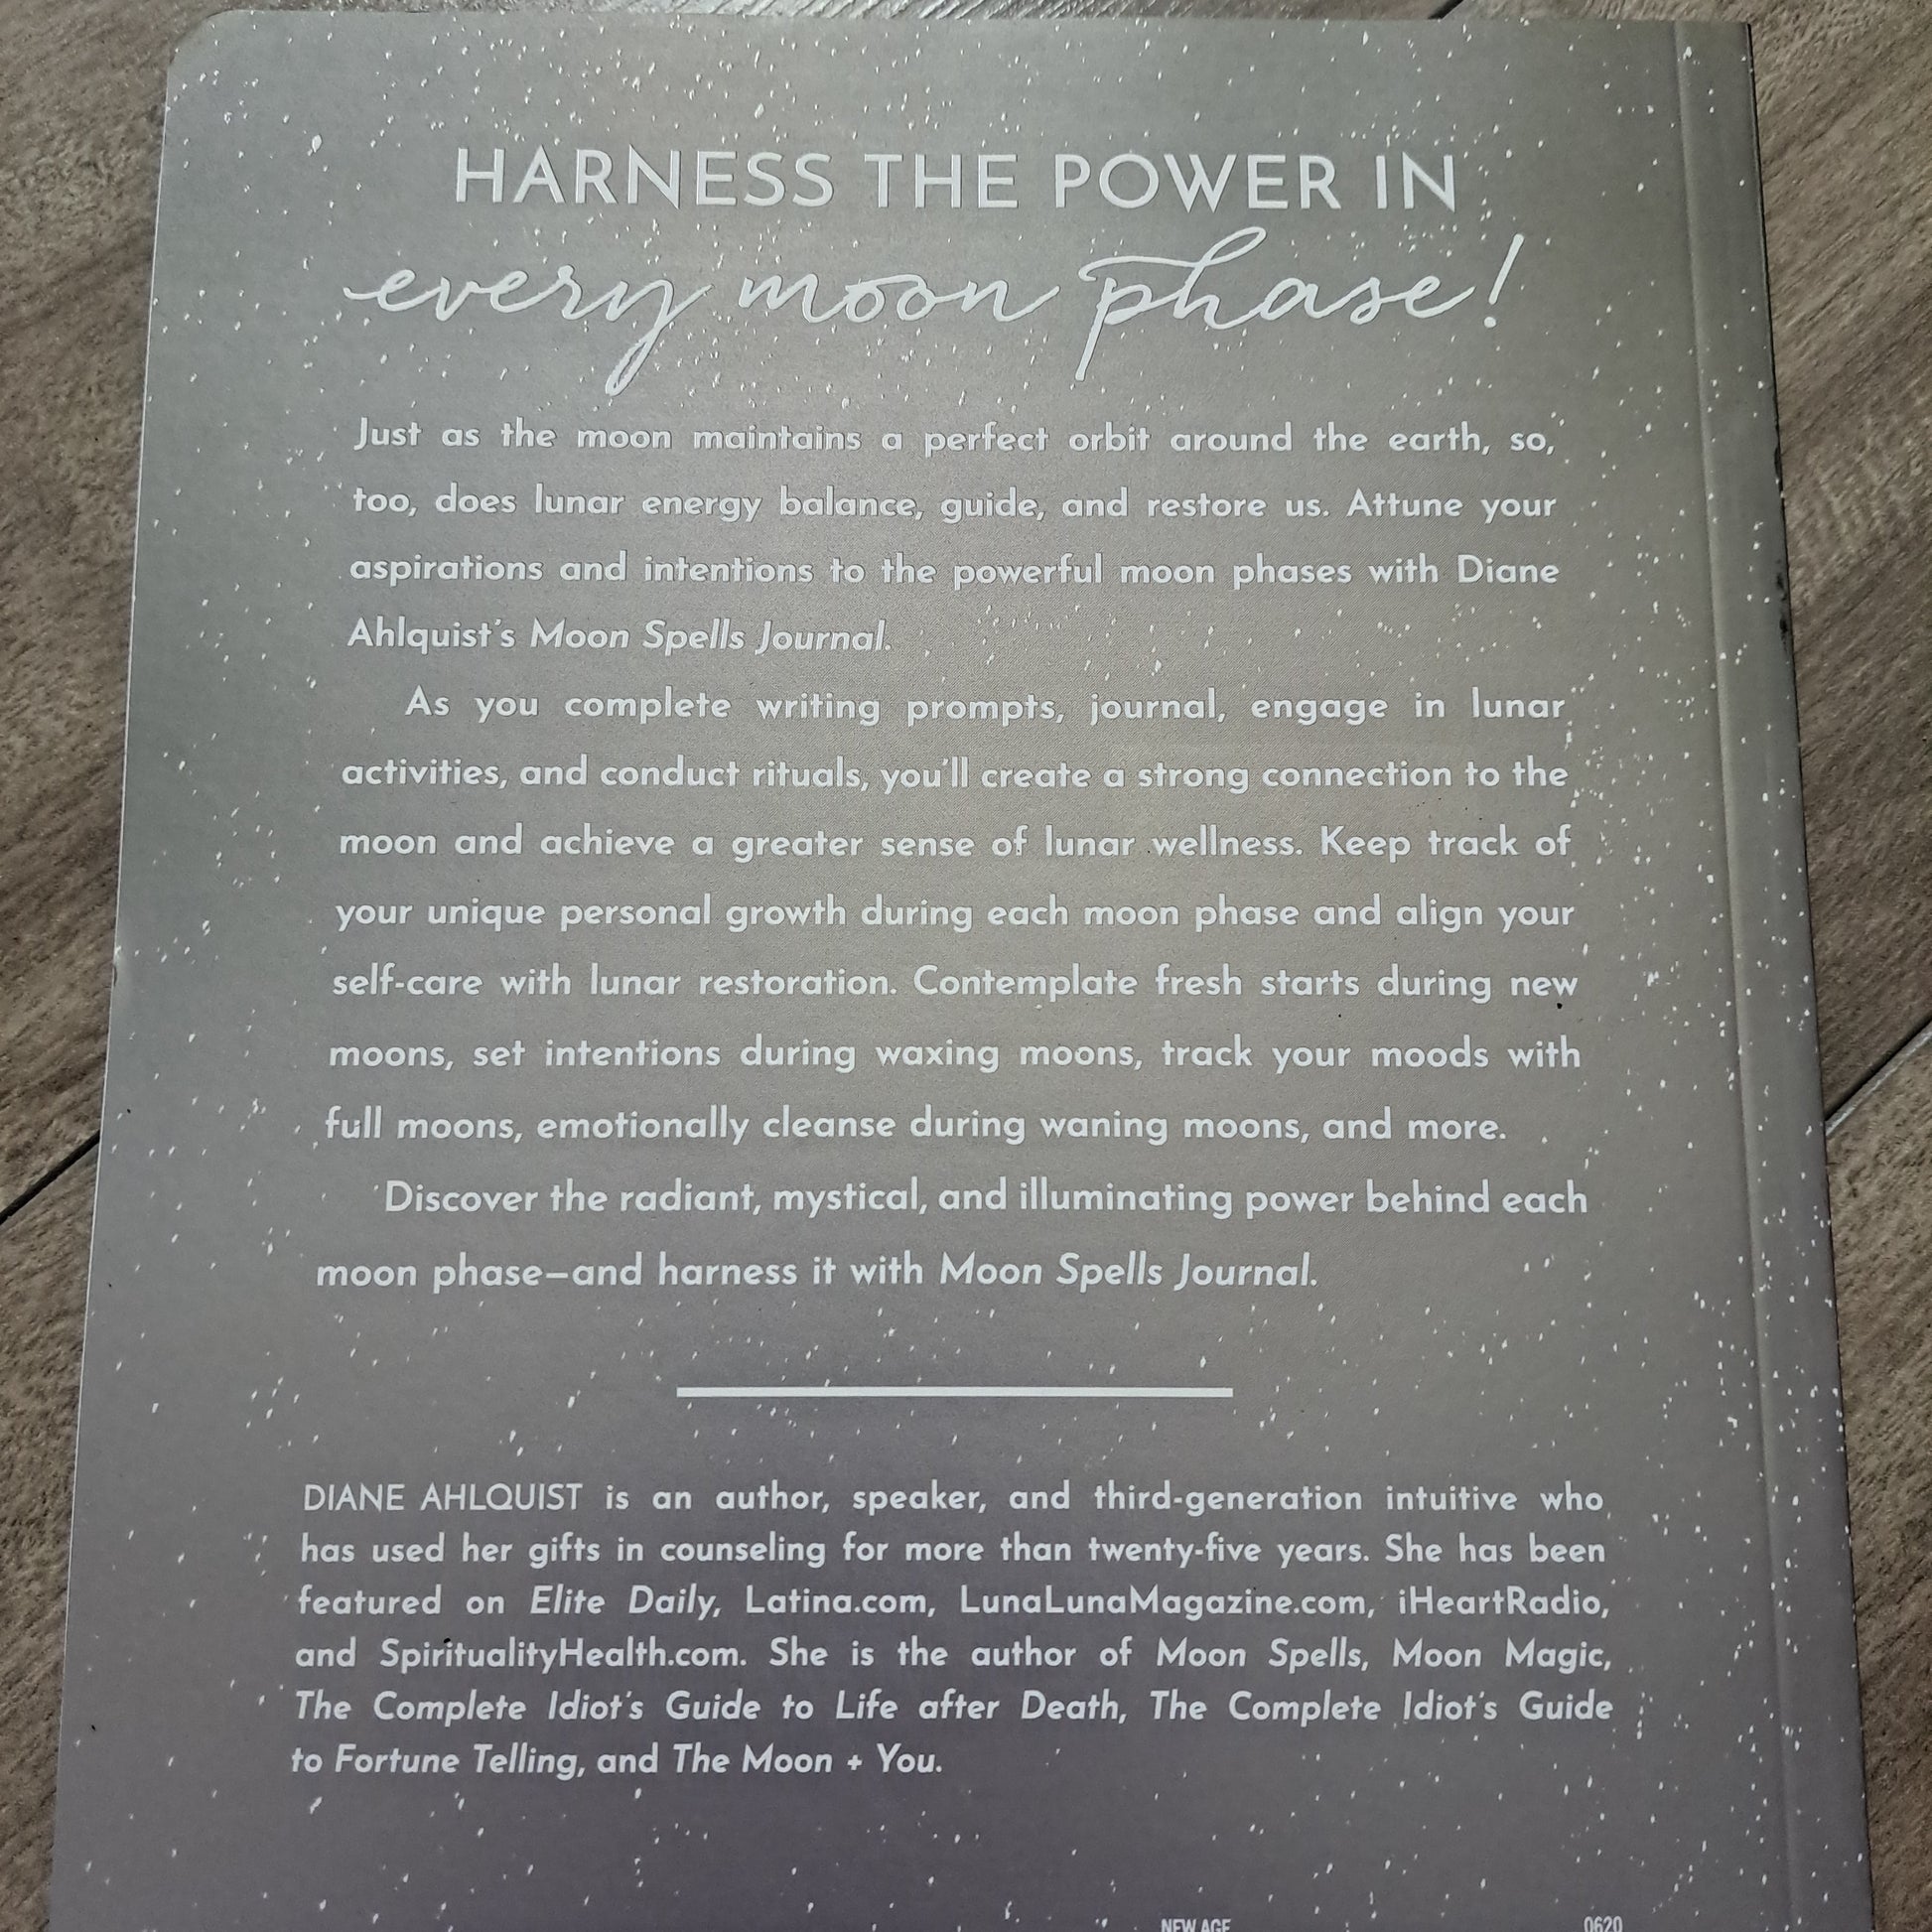 HARNESS THE POWER IN
every moon phase!
Just as the moon maintains a perfect orbit around the earth, so,
too, does lunar energy balance, guide, and restore us. Attune your
aspirations and intentions to the powerful moon phases with Diane
Ahlquist's Moon Spells Journal.
As you complete writing prompts, journal, engage in lunar
activities, and conduct rituals, you'll create a strong connection to the
moon and achieve a greater sense of lunar wellness. Keep track of
your unique personal growth during each moon phase and align your
self-care with lunar restoration. Contemplate fresh starts during new
moons, set intentions during waxing moons, track your moods with
full moons, emotionally cleanse during waning moons, and more.
Discover the radiant, mystical, and illuminating power behind each
moon phase—and harness it with Moon Spells Journal.
DIANE AHLQUIST is an author, speaker, and third-generation intuitive who
has used her gifts in counseling for more than twenty-five years. She has been
featured on Elite Daily, Latina.com, LunaLunaMagazine.com, iHeartRadio,
and SpiritualityHealth.com. She is the author of Moon Spells, Moon Magic,
The Complete Idiot's Guide to Life after Death, The Complete Idiot's Guide
to Fortune Telling, and The Moon + You.
NEW AGE 0620